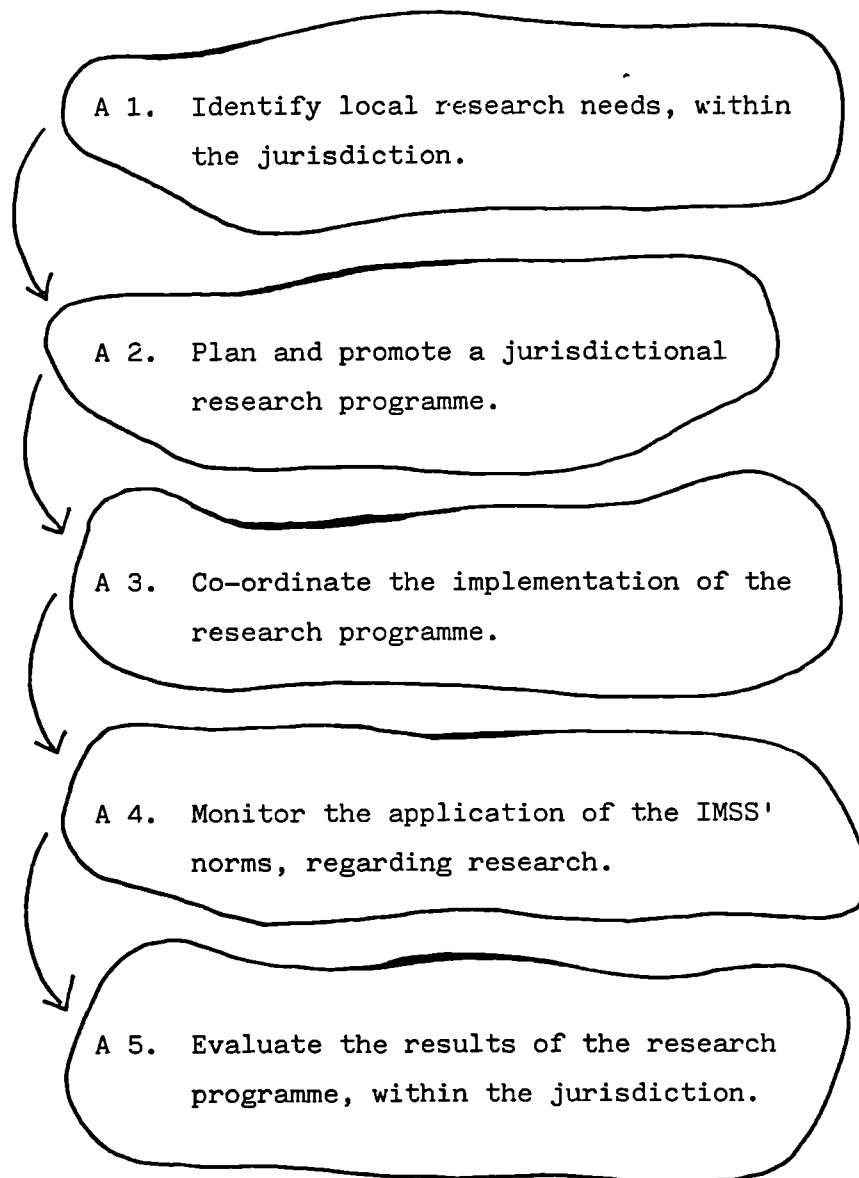 A 1. Identify local research needs, within
the jurisdiction.
A 2. Plan and promote a jurisdictional
research programme.
A 3. Co-ordinate the implementation of the
research programme.
A 4. Monitor the application of the IMSS'
norms, regarding research.
A 5. Evaluate the results of the research
programme, within the jurisdiction.